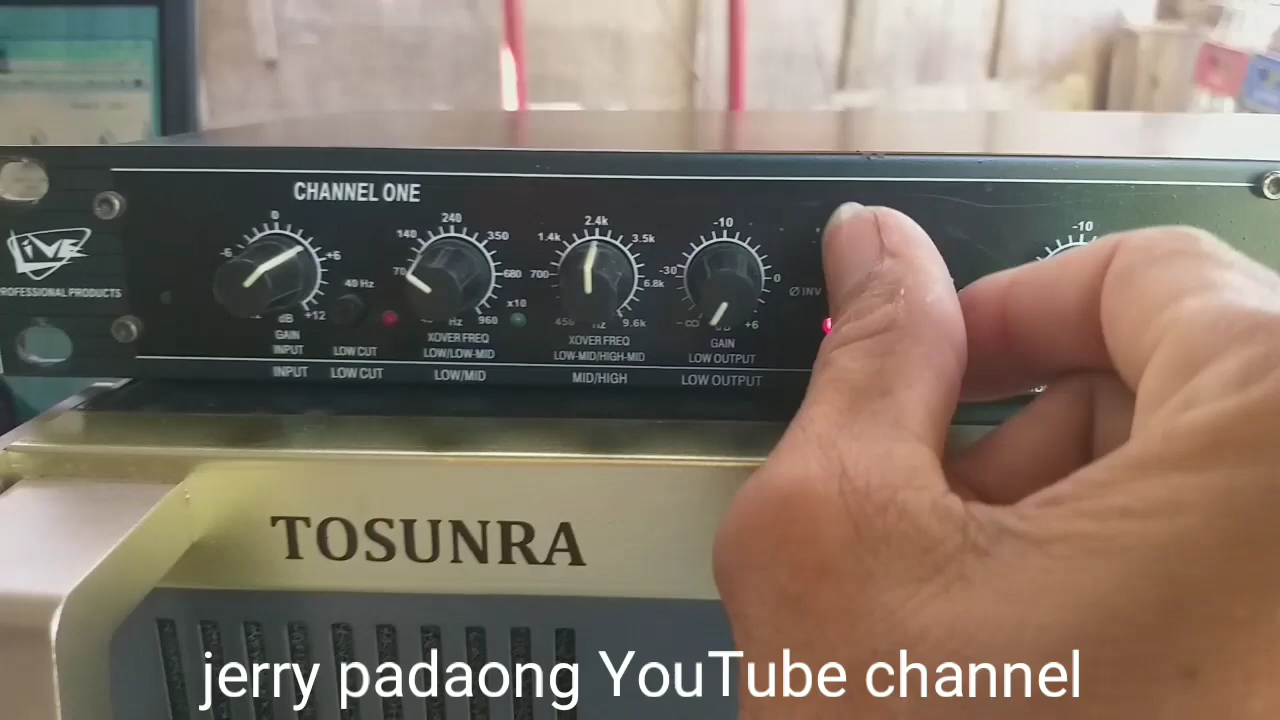 CHANNEL ONE
LIVE
PROFESSIONAL PRODUCTS
-6 0 +6 +12 dB
GAIN
INPUT
INPUT
40 Hz
LOW CUT
LOW CUT
70 140 240 350 680 960 Hz
x10
XOVER FREQ
LOW/LOW-MID
LOW/MID
450 700 1.4k 2.4k 3.5k 6.8k 9.6k Hz
XOVER FREQ
LOW-MID/HIGH-MID
MID/HIGH
-∞ -30 -10 0 +6 dB
GAIN
LOW OUTPUT
LOW OUTPUT
Ø INV
-10
TOSUNRA
jerry padaong YouTube channel